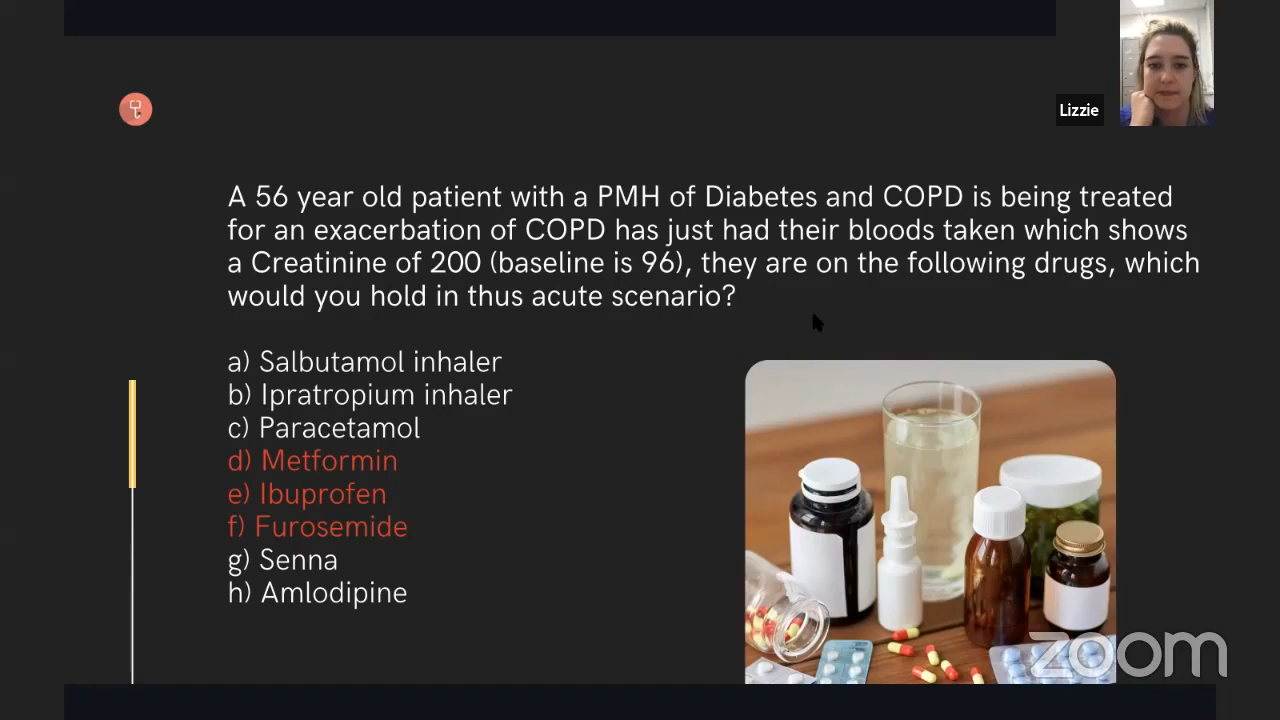 Lizzie
A 56 year old patient with a PMH of Diabetes and COPD is being treated
for an exacerbation of COPD has just had their bloods taken which shows
a Creatinine of 200 (baseline is 96), they are on the following drugs, which
would you hold in thus acute scenario?
a) Salbutamol inhaler
b) Ipratropium inhaler
c) Paracetamol
d) Metformin
e) Ibuprofen
f) Furosemide
g) Senna
h) Amlodipine
zoom